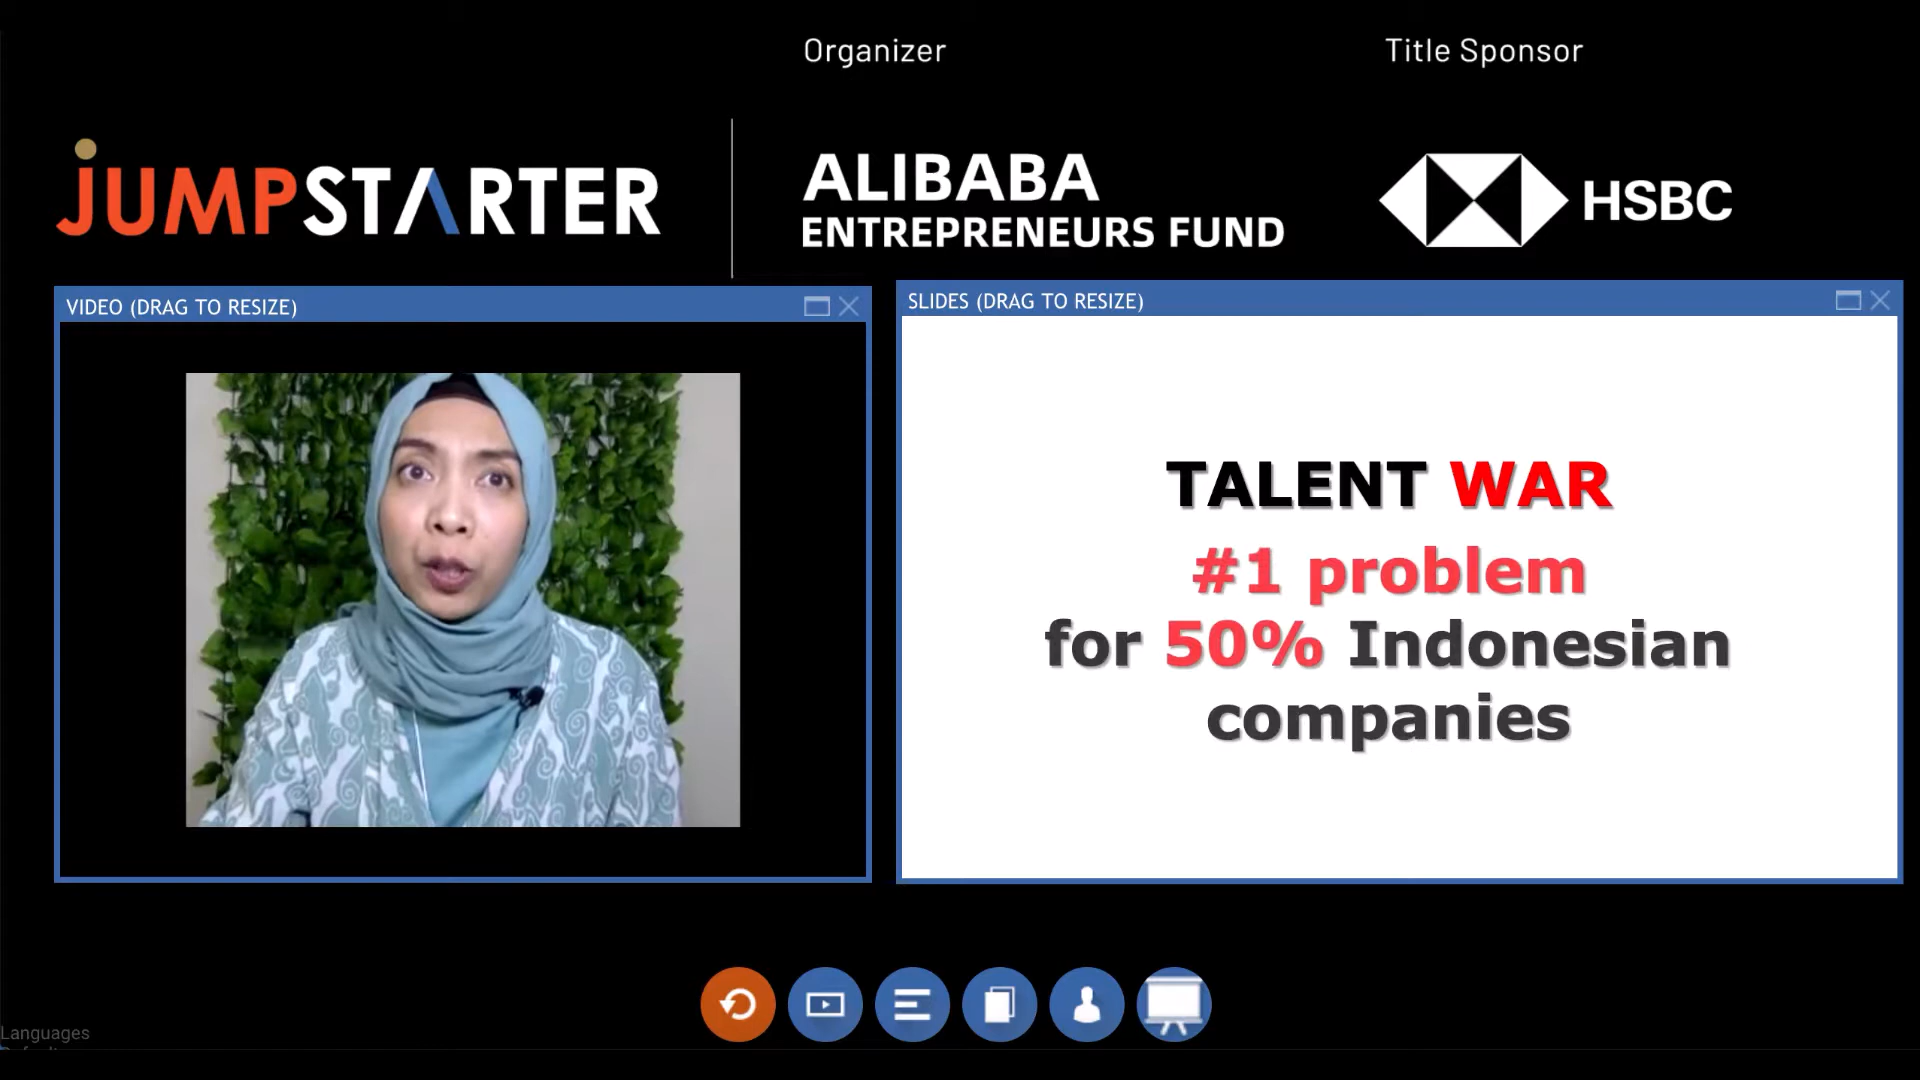 Organizer
Title Sponsor
JUMPSTARTER
ALIBABA
ENTREPRENEURS FUND
HSBC
VIDEO (DRAG TO RESIZE)
SLIDES (DRAG TO RESIZE)
TALENT WAR
#1 problem
for 50% Indonesian
companies
Languages